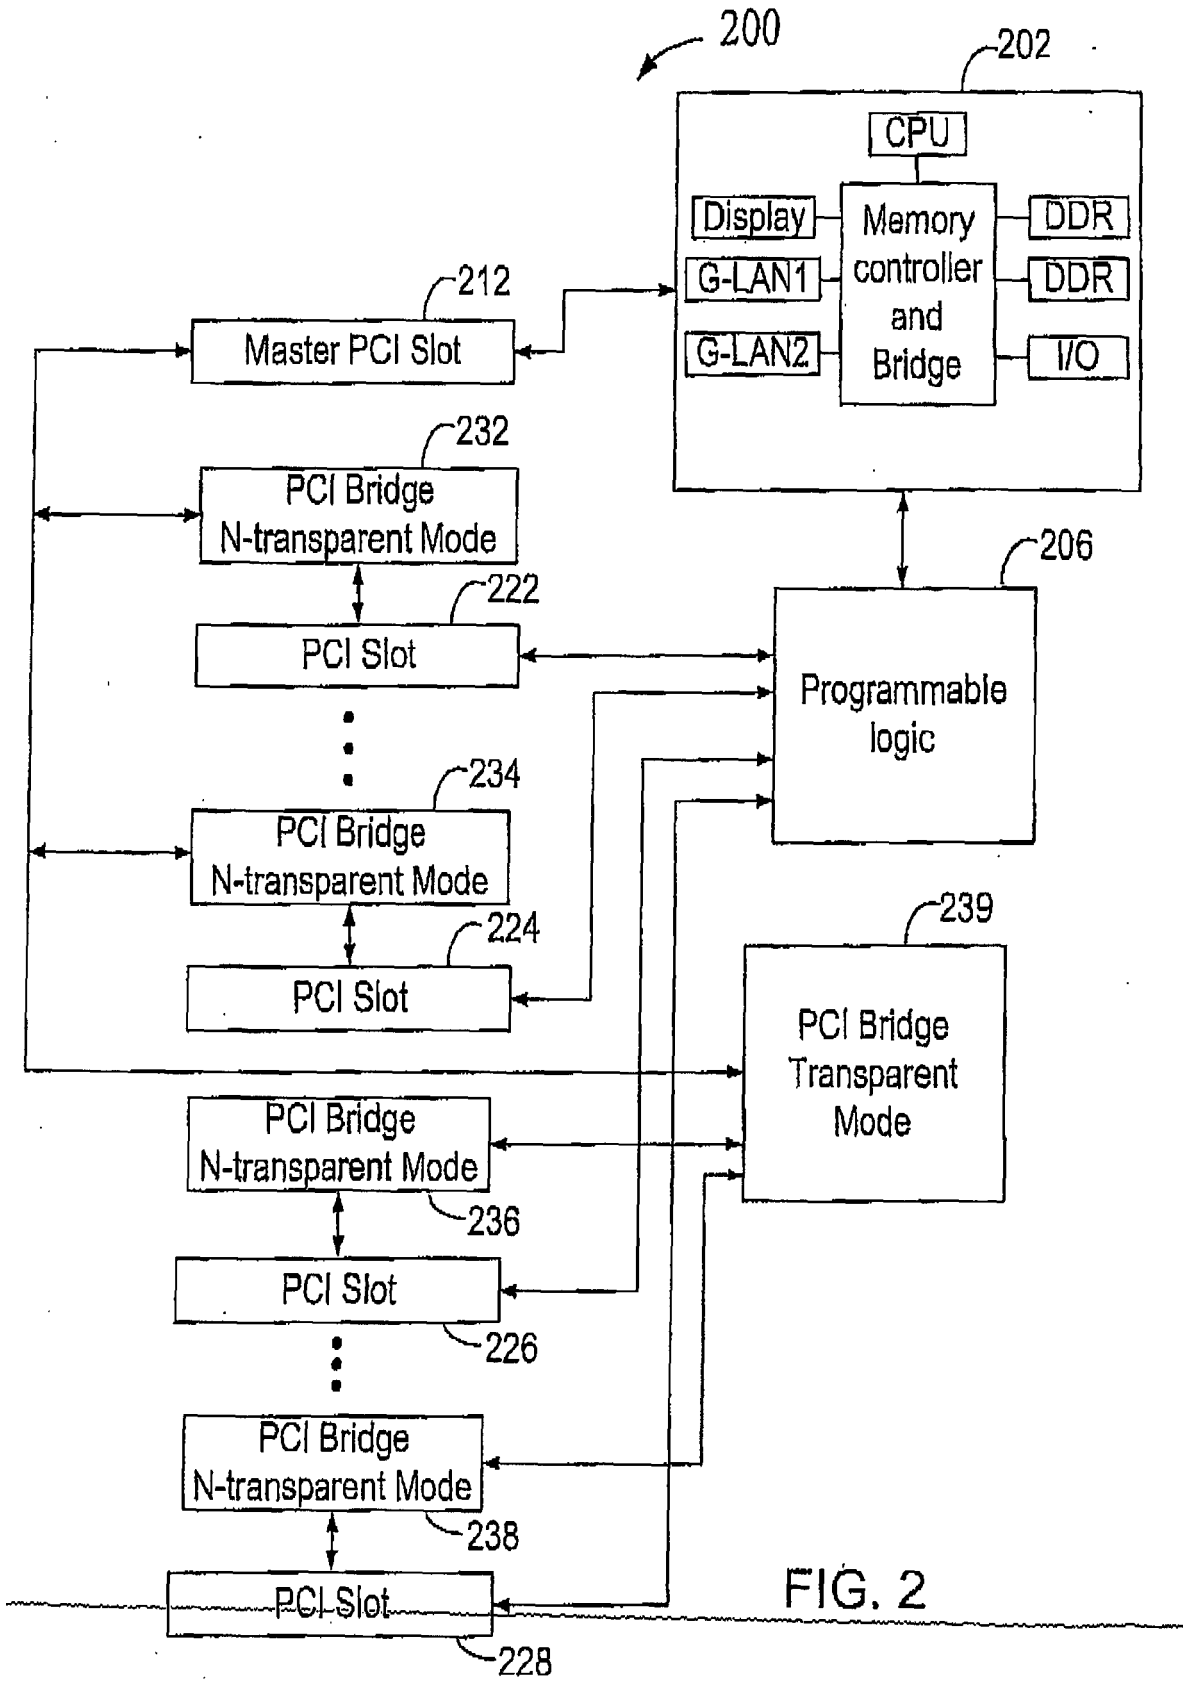 200
202
CPU
Display
Memory
controller
and
Bridge
DDR
G-LAN1
DDR
G-LAN2
I/O
212
Master PCI Slot
232
PCI Bridge
N-transparent Mode
206
222
PCI Slot
Programmable
logic
234
PCI Bridge
N-transparent Mode
239
224
PCI Slot
PCI Bridge
Transparent
Mode
PCI Bridge
N-transparent Mode
236
PCI Slot
226
PCI Bridge
N-transparent Mode
238
PCI Slot
228
FIG. 2